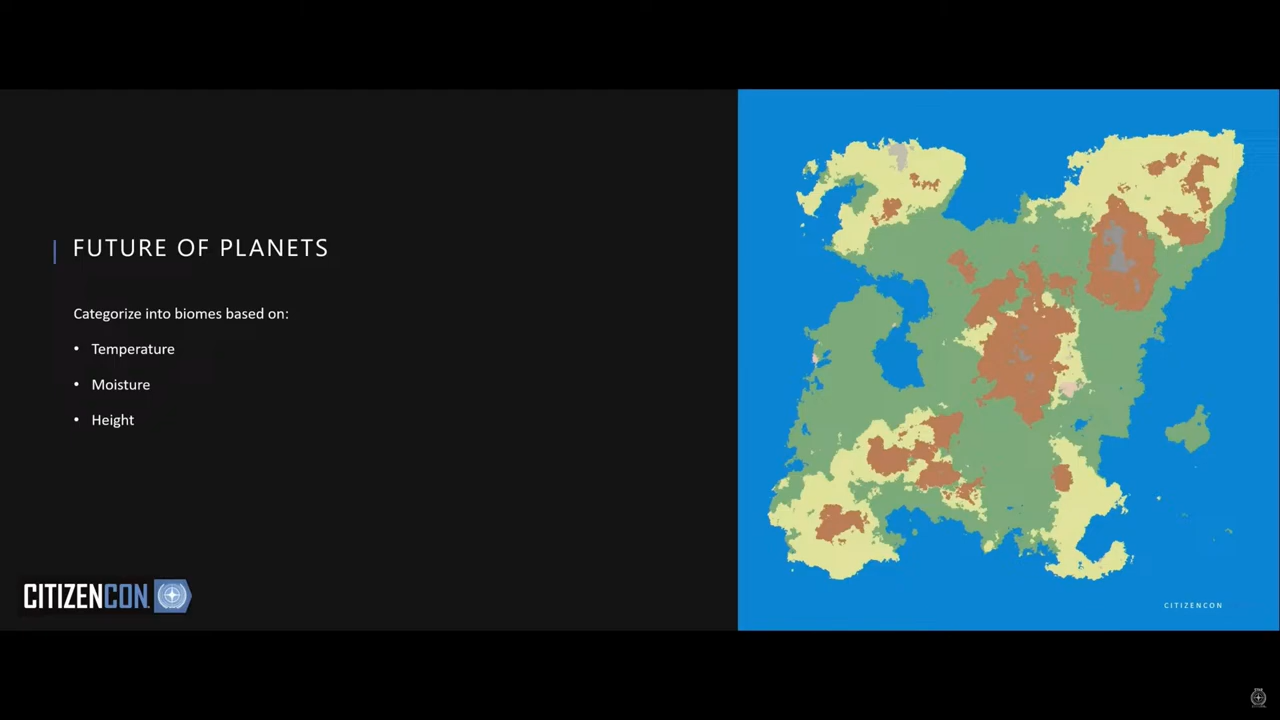 FUTURE OF PLANETS
Categorize into biomes based on:
• Temperature
• Moisture
• Height
CITIZENCON
CITIZENCON